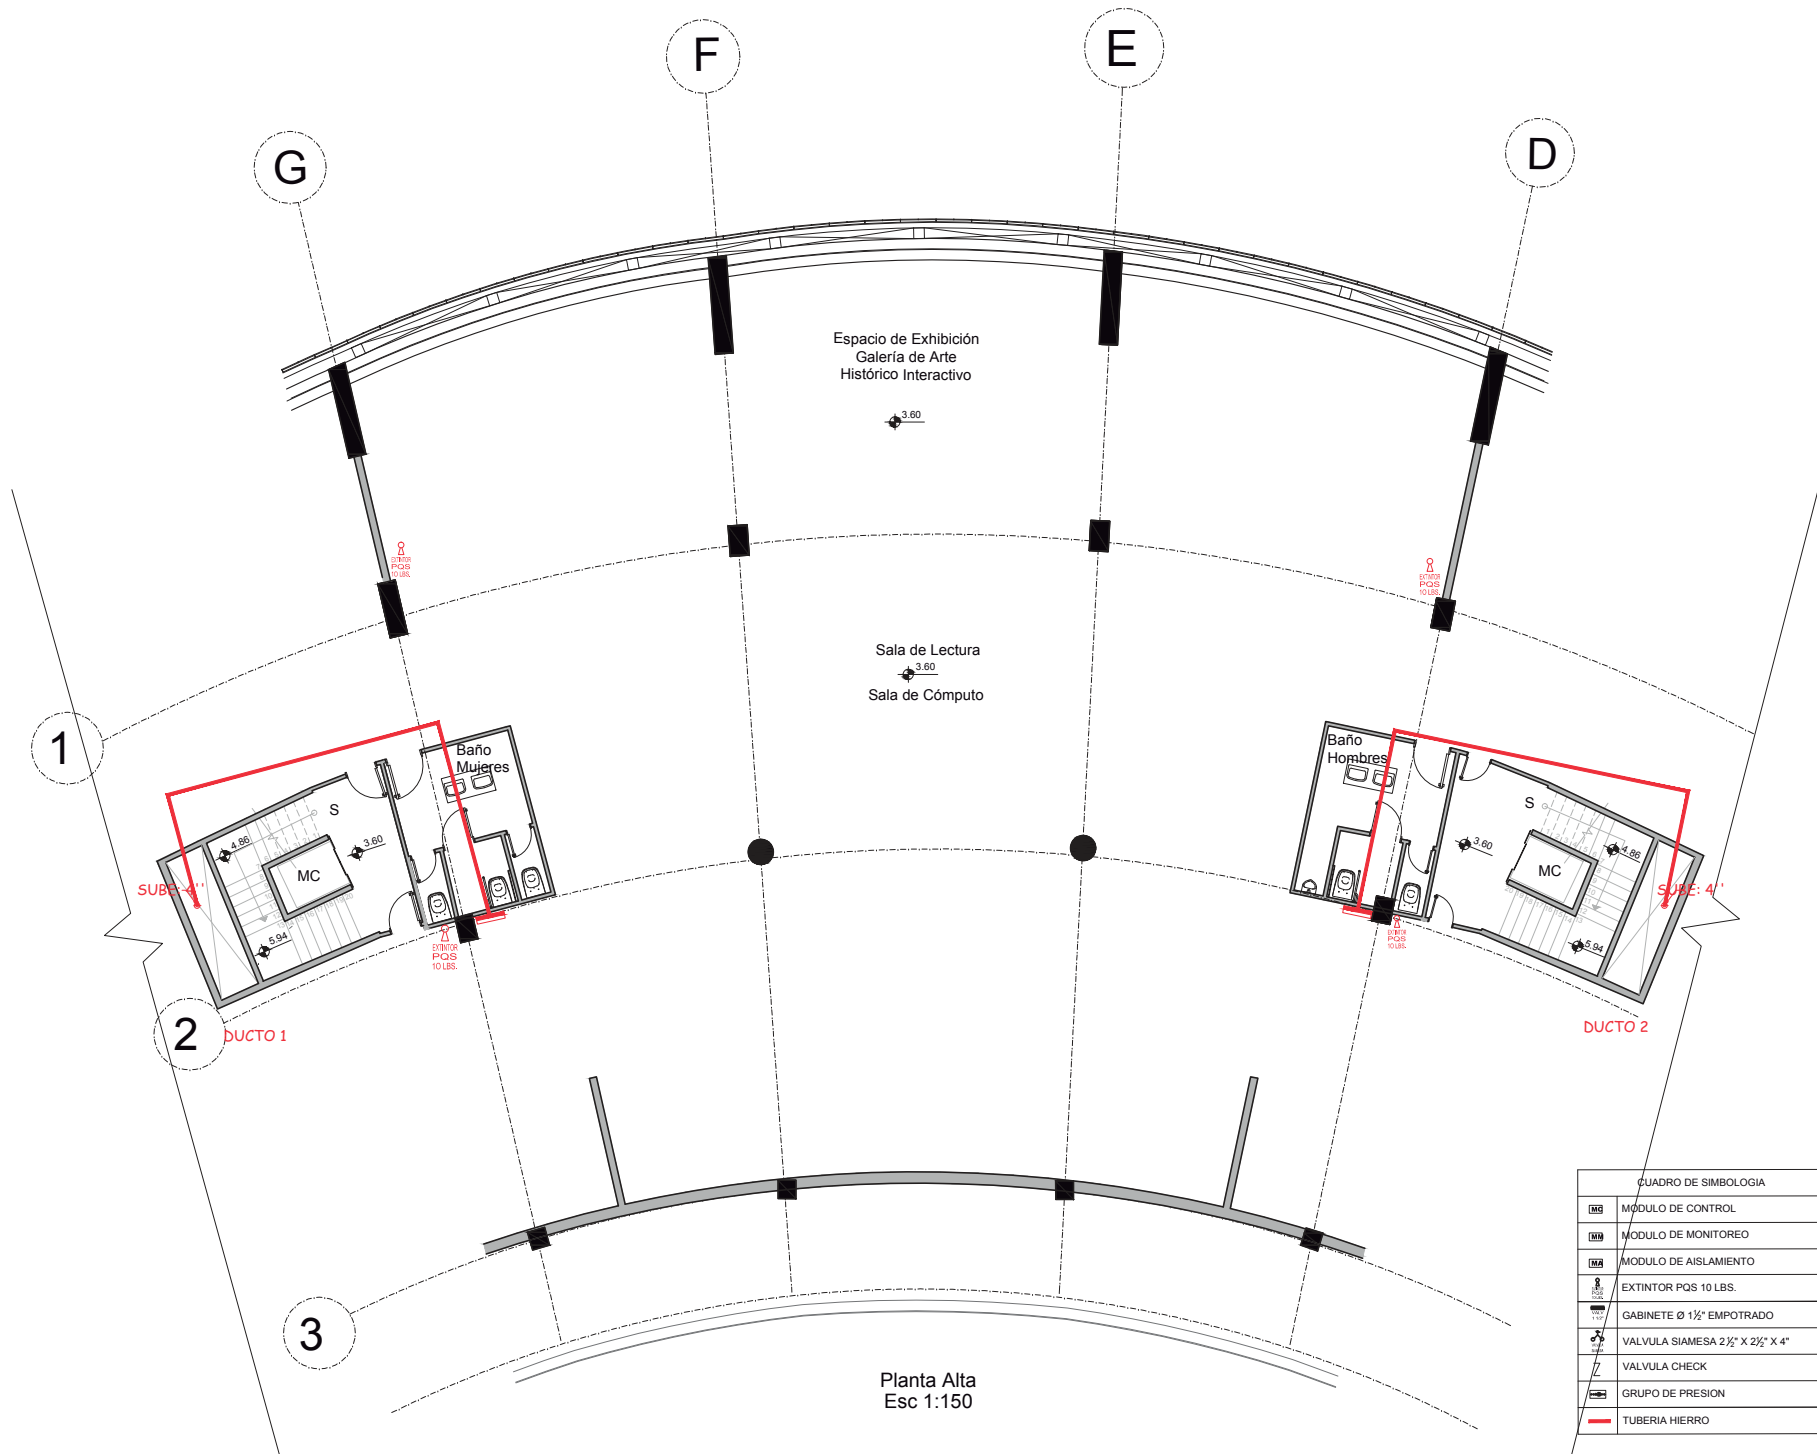 F
E
G
D
Espacio de Exhibición
Galería de Arte
Histórico Interactivo
3.60
EXTINTOR
PQS
10 LBS.
EXTINTOR
PQS
10 LBS.
Sala de Lectura
3.60
Sala de Cómputo
1
Baño
Mujeres
Baño
Hombres
S
S
4.86
3.60
3.60
4.86
MC
MC
SUBE: 4''
SUBE: 4''
5.94
5.94
EXTINTOR
PQS
10 LBS.
EXTINTOR
PQS
10 LBS.
2
DUCTO 1
DUCTO 2
3
Planta Alta
Esc 1:150
CUADRO DE SIMBOLOGIA
MC MODULO DE CONTROL
MM MODULO DE MONITOREO
MA MODULO DE AISLAMIENTO
EXTINTOR PQS 10 LBS.
GABINETE Ø 1½" EMPOTRADO
VALVULA SIAMESA 2½" X 2½" X 4"
VALVULA CHECK
GRUPO DE PRESION
TUBERIA HIERRO